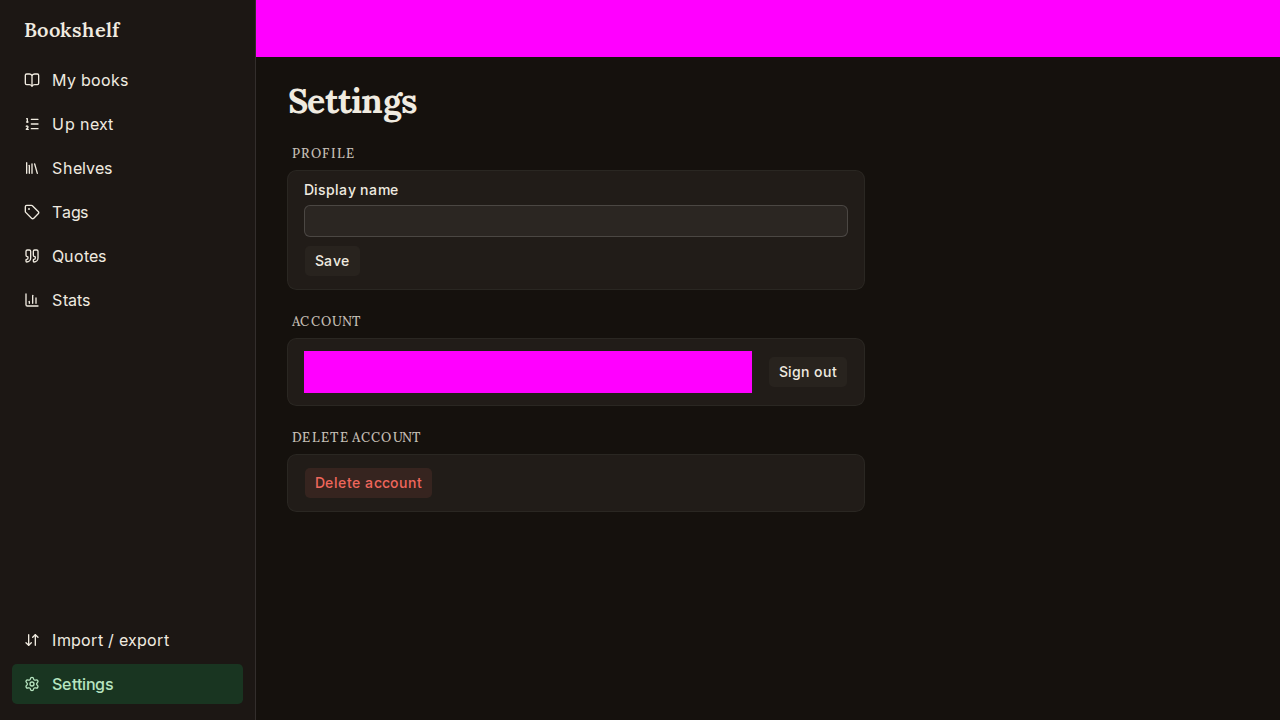 Bookshelf
My books
Up next
Shelves
Tags
Quotes
Stats
Import / export
Settings
Settings
PROFILE
Display name
Save
ACCOUNT
Sign out
DELETE ACCOUNT
Delete account